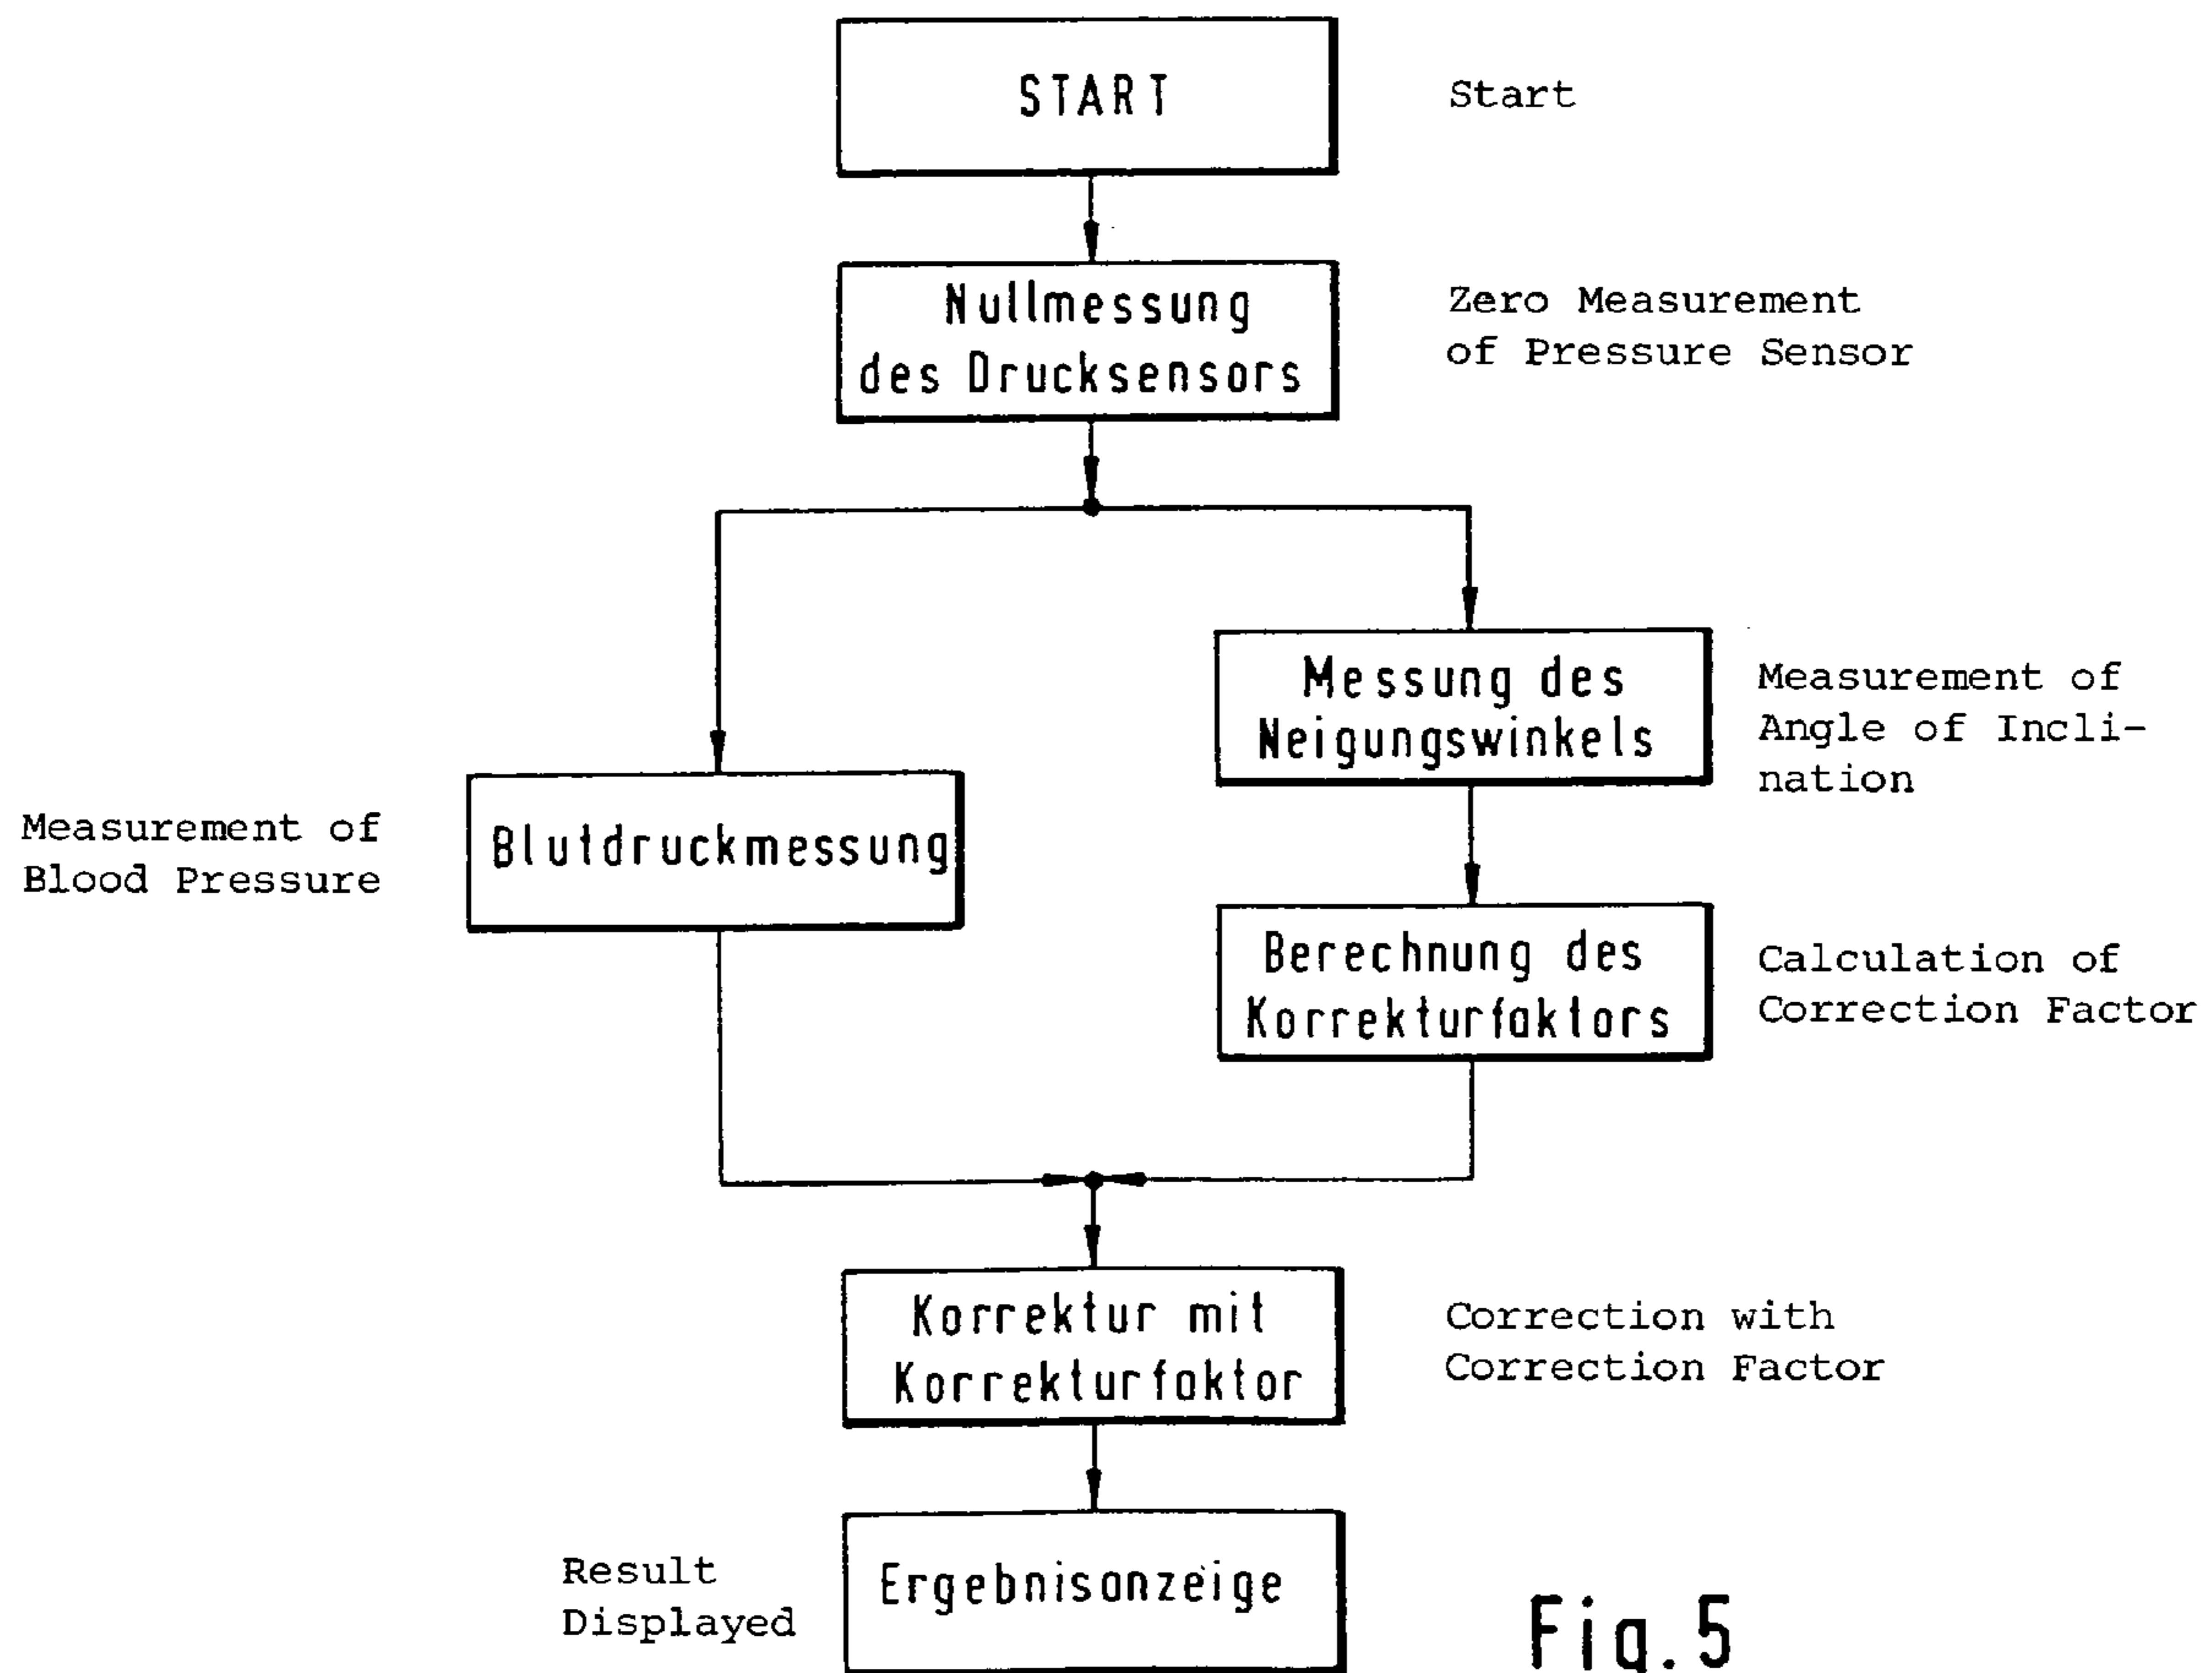 START
Start
Nullmessung
des Drucksensors
Zero Measurement
of Pressure Sensor
Messung des
Neigungswinkels
Measurement of
Angle of Incli-
nation
Measurement of
Blood Pressure
Blutdruckmessung
Berechnung des
Korrekturfaktors
Calculation of
Correction Factor
Korrektur mit
Korrekturfaktor
Correction with
Correction Factor
Result
Displayed
Ergebnisanzeige
Fig. 5